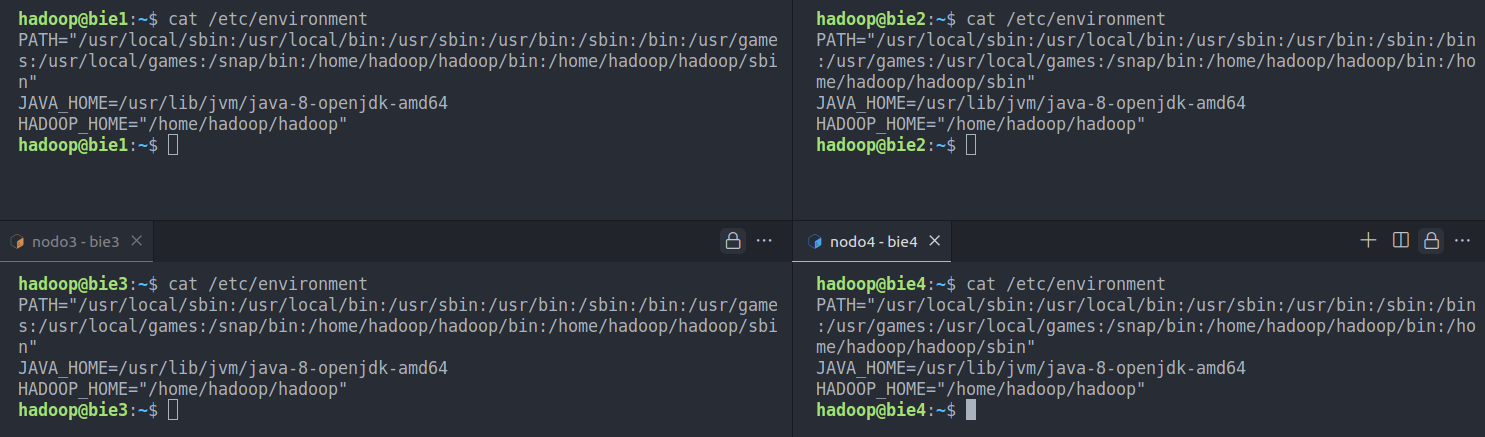 hadoop@bie1:~$ cat /etc/environment
PATH="/usr/local/sbin:/usr/local/bin:/usr/sbin:/usr/bin:/sbin:/bin:/usr/game
s:/usr/local/games:/snap/bin:/home/hadoop/hadoop/bin:/home/hadoop/hadoop/sbi
n"
JAVA_HOME=/usr/lib/jvm/java-8-openjdk-amd64
HADOOP_HOME="/home/hadoop/hadoop"
hadoop@bie1:~$
hadoop@bie2:~$ cat /etc/environment
PATH="/usr/local/sbin:/usr/local/bin:/usr/sbin:/usr/bin:/sbin:/bin
:/usr/games:/usr/local/games:/snap/bin:/home/hadoop/hadoop/bin:/ho
me/hadoop/hadoop/sbin"
JAVA_HOME=/usr/lib/jvm/java-8-openjdk-amd64
HADOOP_HOME="/home/hadoop/hadoop"
hadoop@bie2:~$
nodo3 - bie3
hadoop@bie3:~$ cat /etc/environment
PATH="/usr/local/sbin:/usr/local/bin:/usr/sbin:/usr/bin:/sbin:/bin:/usr/game
s:/usr/local/games:/snap/bin:/home/hadoop/hadoop/bin:/home/hadoop/hadoop/sbi
n"
JAVA_HOME=/usr/lib/jvm/java-8-openjdk-amd64
HADOOP_HOME="/home/hadoop/hadoop"
hadoop@bie3:~$
nodo4 - bie4
hadoop@bie4:~$ cat /etc/environment
PATH="/usr/local/sbin:/usr/local/bin:/usr/sbin:/usr/bin:/sbin:/bin
:/usr/games:/usr/local/games:/snap/bin:/home/hadoop/hadoop/bin:/ho
me/hadoop/hadoop/sbin"
JAVA_HOME=/usr/lib/jvm/java-8-openjdk-amd64
HADOOP_HOME="/home/hadoop/hadoop"
hadoop@bie4:~$